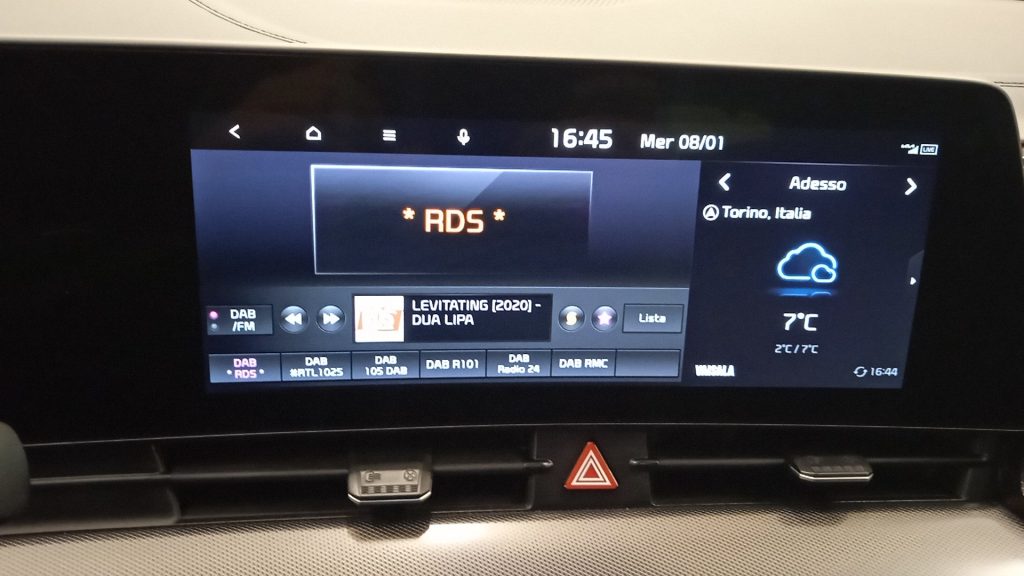 16:45 Mer 08/01
LIVE
* RDS *
DAB
/FM
LEVITATING [2020] -
DUA LIPA
Lista
DAB
* RDS *
DAB
#RTL1025
DAB
105 DAB
DAB R101
DAB
Radio 24
DAB RMC
Adesso
Torino, Italia
7°C
2°C / 7°C
VAISALA
16:44